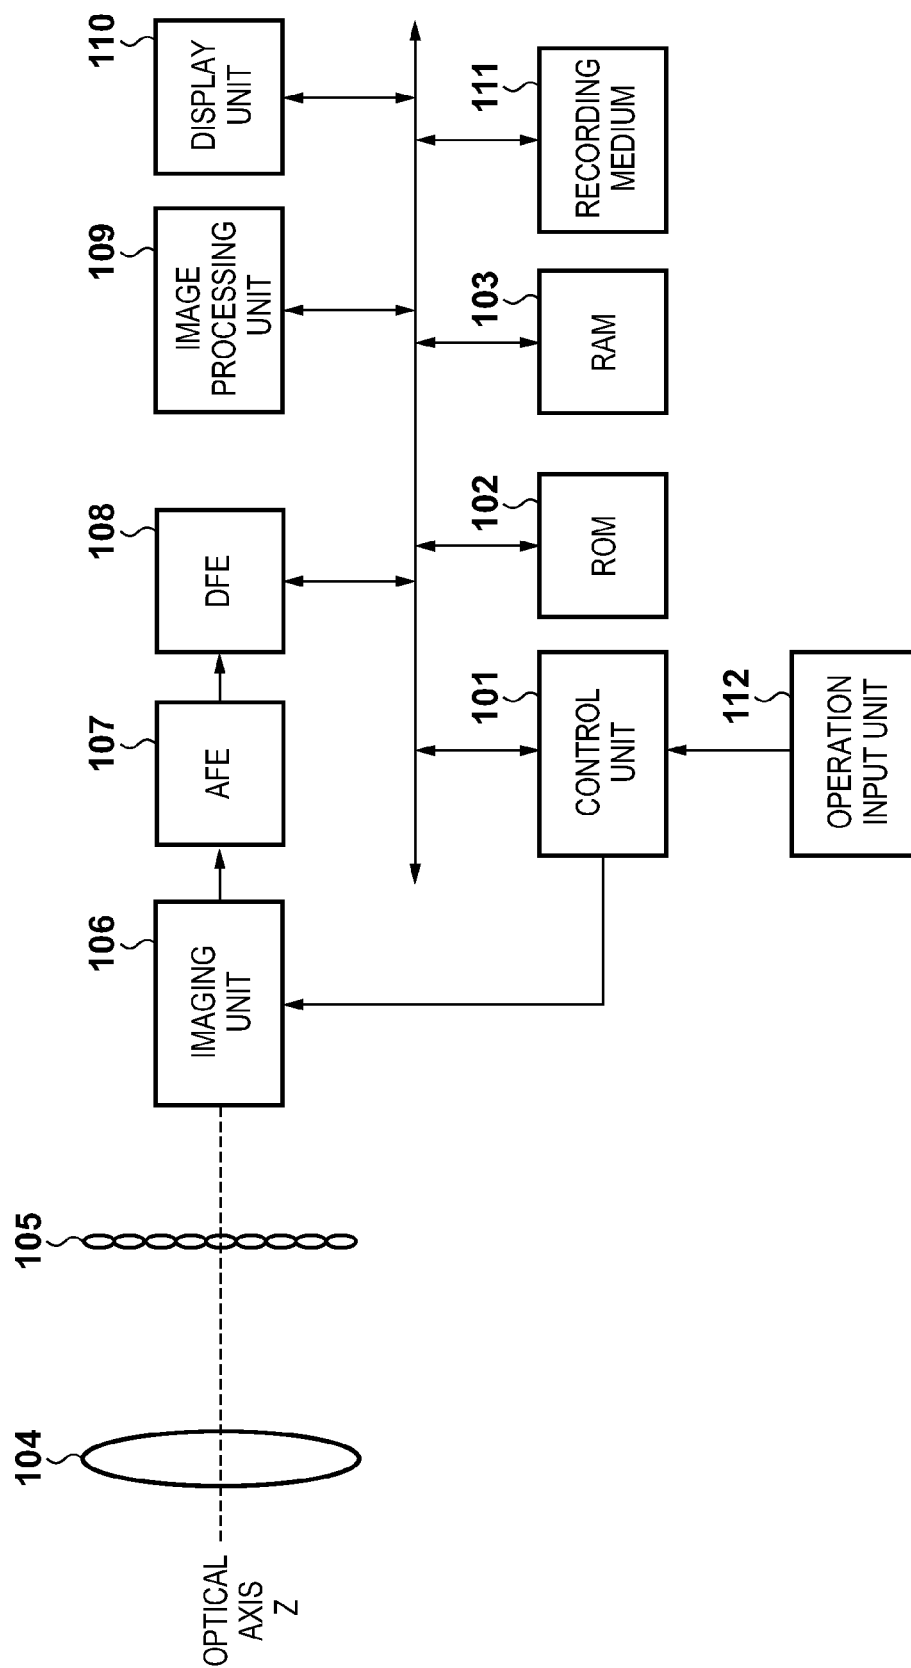 104
105
106
107
108
109
110
OPTICAL
AXIS
Z
IMAGING
UNIT
AFE
DFE
IMAGE
PROCESSING
UNIT
DISPLAY
UNIT
101
102
103
111
CONTROL
UNIT
ROM
RAM
RECORDING
MEDIUM
112
OPERATION
INPUT UNIT